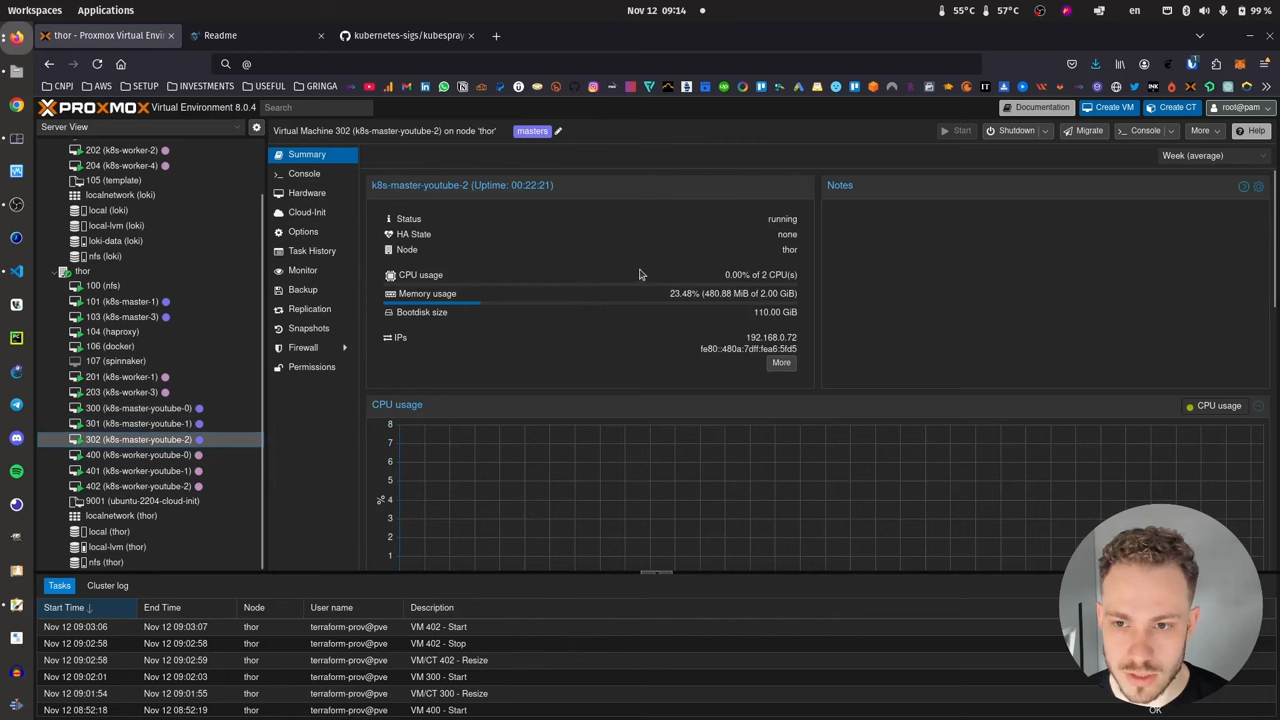 Workspaces Applications Nov 12 09:14 55°C 57°C en 99 %
thor - Proxmox Virtual Envi Readme kubernetes-sigs/kubespray
@
CNPJ AWS SETUP INVESTMENTS USEFUL GRINGA
PROXMOX Virtual Environment 8.0.4 Search Documentation Create VM Create CT root@pam
Server View Virtual Machine 302 (k8s-master-youtube-2) on node 'thor' masters Start Shutdown Migrate Console More Help
202 (k8s-worker-2)
204 (k8s-worker-4)
105 (template)
localnetwork (loki)
local (loki)
local-lvm (loki)
loki-data (loki)
nfs (loki)
thor
100 (nfs)
101 (k8s-master-1)
103 (k8s-master-3)
104 (haproxy)
106 (docker)
107 (spinnaker)
201 (k8s-worker-1)
203 (k8s-worker-3)
300 (k8s-master-youtube-0)
301 (k8s-master-youtube-1)
302 (k8s-master-youtube-2)
400 (k8s-worker-youtube-0)
401 (k8s-worker-youtube-1)
402 (k8s-worker-youtube-2)
9001 (ubuntu-2204-cloud-init)
localnetwork (thor)
local (thor)
local-lvm (thor)
nfs (thor)
Summary
Console
Hardware
Cloud-Init
Options
Task History
Monitor
Backup
Replication
Snapshots
Firewall
Permissions
Week (average)
k8s-master-youtube-2 (Uptime: 00:22:21)
Status running
HA State none
Node thor
CPU usage 0.00% of 2 CPU(s)
Memory usage 23.48% (480.88 MiB of 2.00 GiB)
Bootdisk size 110.00 GiB
IPs 192.168.0.72
fe80::480a:7dff:fea6:5fd5
More
Notes
CPU usage CPU usage
8
7
6
5
4
3
2
1
%
Tasks Cluster log
Start Time End Time Node User name Description
Nov 12 09:03:06 Nov 12 09:03:07 thor terraform-prov@pve VM 402 - Start
Nov 12 09:02:58 Nov 12 09:02:58 thor terraform-prov@pve VM 402 - Stop
Nov 12 09:02:58 Nov 12 09:02:59 thor terraform-prov@pve VM/CT 402 - Resize
Nov 12 09:02:01 Nov 12 09:02:03 thor terraform-prov@pve VM 300 - Start
Nov 12 09:01:54 Nov 12 09:01:55 thor terraform-prov@pve VM/CT 300 - Resize
Nov 12 08:52:18 Nov 12 08:52:19 thor terraform-prov@pve VM 400 - Start OK